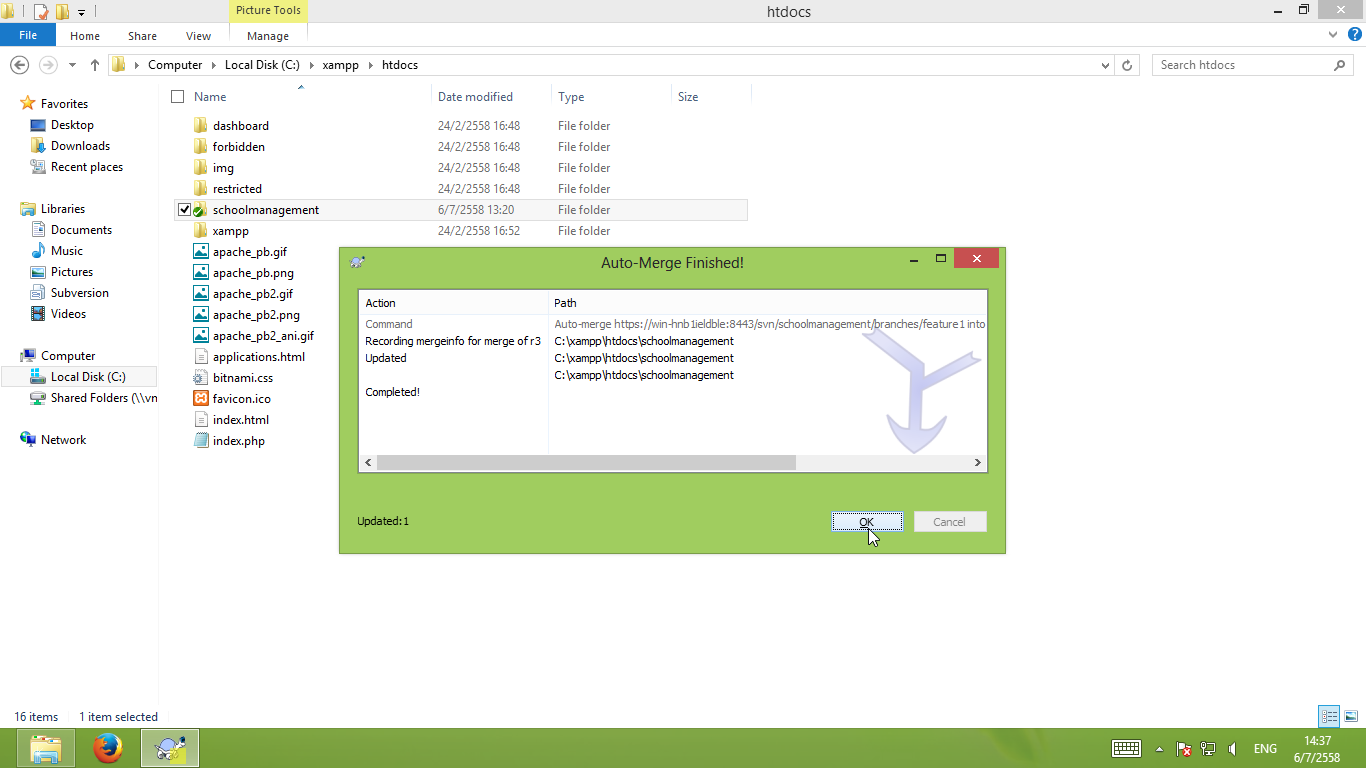 Picture Tools
htdocs
File
Home
Share
View
Manage
Computer
Local Disk (C:)
xampp
htdocs
Search htdocs
Favorites
Desktop
Downloads
Recent places
Libraries
Documents
Music
Pictures
Subversion
Videos
Computer
Local Disk (C:)
Shared Folders (\\vn
Network
Name
Date modified
Type
Size
dashboard 24/2/2558 16:48 File folder
forbidden 24/2/2558 16:48 File folder
img 24/2/2558 16:48 File folder
restricted 24/2/2558 16:48 File folder
schoolmanagement 6/7/2558 13:20 File folder
xampp 24/2/2558 16:52 File folder
apache_pb.gif
apache_pb.png
apache_pb2.gif
apache_pb2.png
apache_pb2_ani.gif
applications.html
bitnami.css
favicon.ico
index.html
index.php
Auto-Merge Finished!
Action Path
Command Auto-merge https://win-hnb1ieldble:8443/svn/schoolmanagement/branches/feature1 into
Recording mergeinfo for merge of r3 C:\xampp\htdocs\schoolmanagement
Updated C:\xampp\htdocs\schoolmanagement
C:\xampp\htdocs\schoolmanagement
Completed!
Updated:1
OK
Cancel
16 items
1 item selected
ENG
14:37
6/7/2558